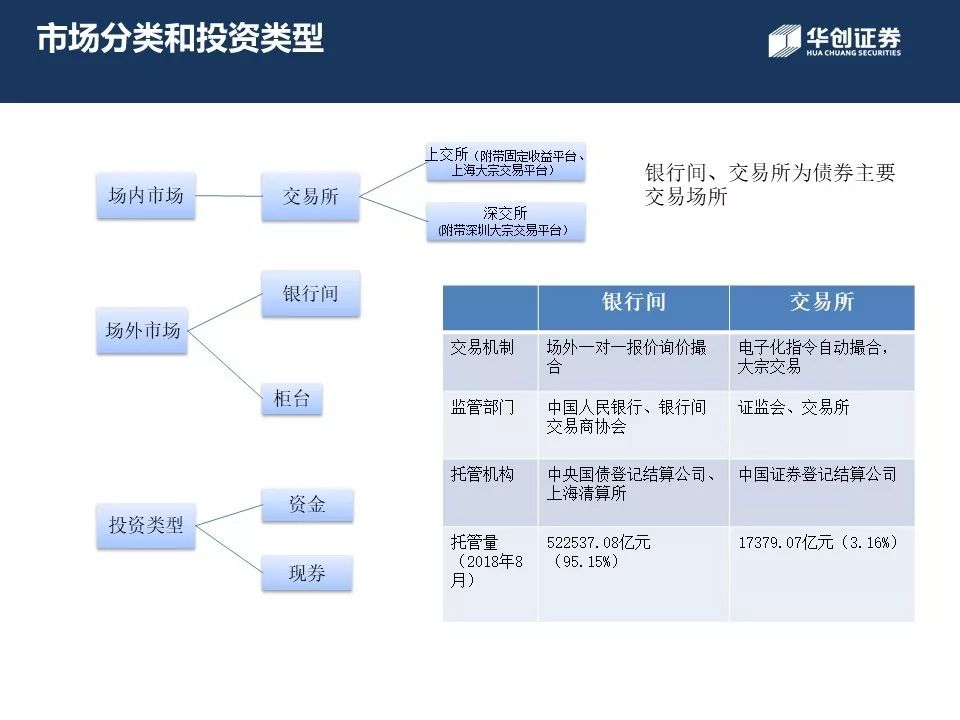 市场分类和投资类型
华创证券
HUA CHUANG SECURITIES
场内市场
交易所
上交所（附带固定收益平台、
上海大宗交易平台）
深交所
(附带深圳大宗交易平台）
银行间、交易所为债券主要
交易场所
场外市场
银行间
柜台
投资类型
资金
现券
银行间
交易所
交易机制
场外一对一报价询价撮
合
电子化指令自动撮合，
大宗交易
监管部门
中国人民银行、银行间
交易商协会
证监会、交易所
托管机构
中央国债登记结算公司、
上海清算所
中国证券登记结算公司
托管量
（2018年8
月）
522537.08亿元
（95.15%）
17379.07亿元（3.16%）